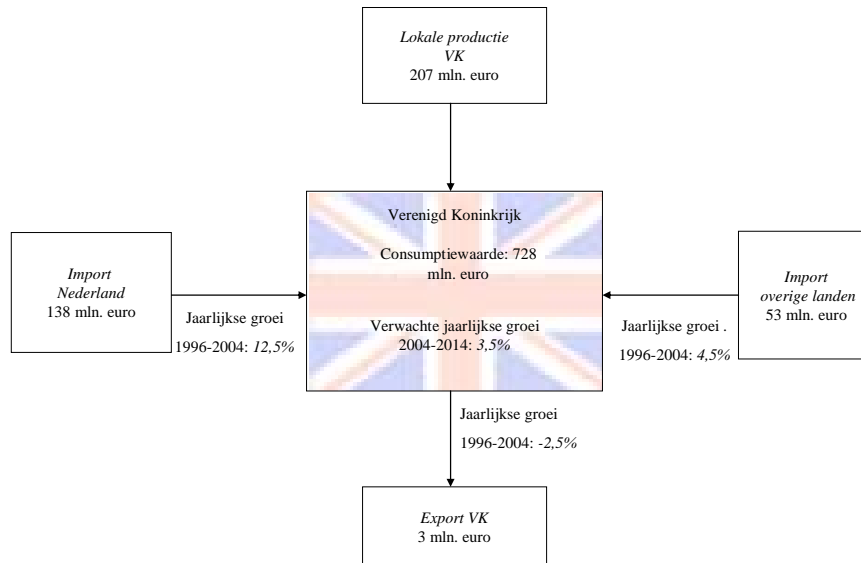 Lokale productie
VK
207 mln. euro
Verenigd Koninkrijk
Consumptiewaarde: 728
mln. euro
Verwachte jaarlijkse groei
2004-2014: 3,5%
Import
Nederland
138 mln. euro
Jaarlijkse groei
1996-2004: 12,5%
Import
overige landen
53 mln. euro
Jaarlijkse groei .
1996-2004: 4,5%
Jaarlijkse groei
1996-2004: -2,5%
Export VK
3 mln. euro